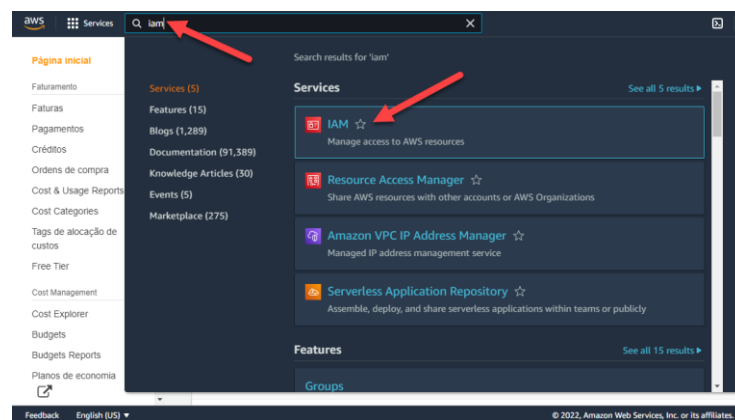 aws
Services
iam
Página inicial
Faturamento
Faturas
Pagamentos
Créditos
Ordens de compra
Cost & Usage Reports
Cost Categories
Tags de alocação de
custos
Free Tier
Cost Management
Cost Explorer
Budgets
Budgets Reports
Planos de economia
Services (5)
Features (15)
Blogs (1,289)
Documentation (91,389)
Knowledge Articles (30)
Events (5)
Marketplace (275)
Search results for 'iam'
Services
See all 5 results
IAM
Manage access to AWS resources
Resource Access Manager
Share AWS resources with other accounts or AWS Organizations
Amazon VPC IP Address Manager
Managed IP address management service
Serverless Application Repository
Assemble, deploy, and share serverless applications within teams or publicly
Features
See all 15 results
Groups
Feedback
English (US)
© 2022, Amazon Web Services, Inc. or its affiliates.